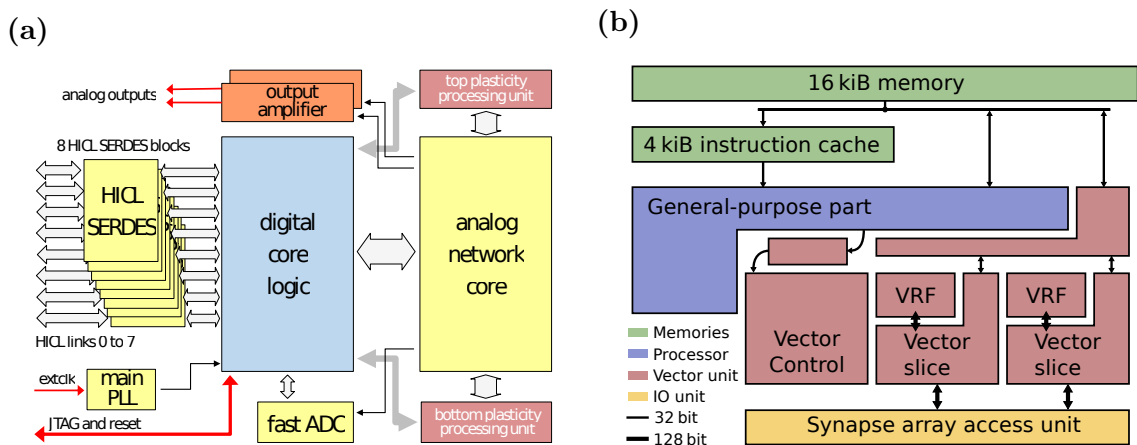 (a)
analog outputs
output
amplifier
top plasticity
processing unit
8 HICL SERDES blocks
HICL
SERDES
digital
core
logic
analog
network
core
HICL links 0 to 7
extclk
main
PLL
JTAG and reset
fast ADC
bottom plasticity
processing unit
(b)
16 kiB memory
4 kiB instruction cache
General-purpose part
VRF
VRF
Vector
Control
Vector
slice
Vector
slice
Memories
Processor
Vector unit
IO unit
32 bit
128 bit
Synapse array access unit